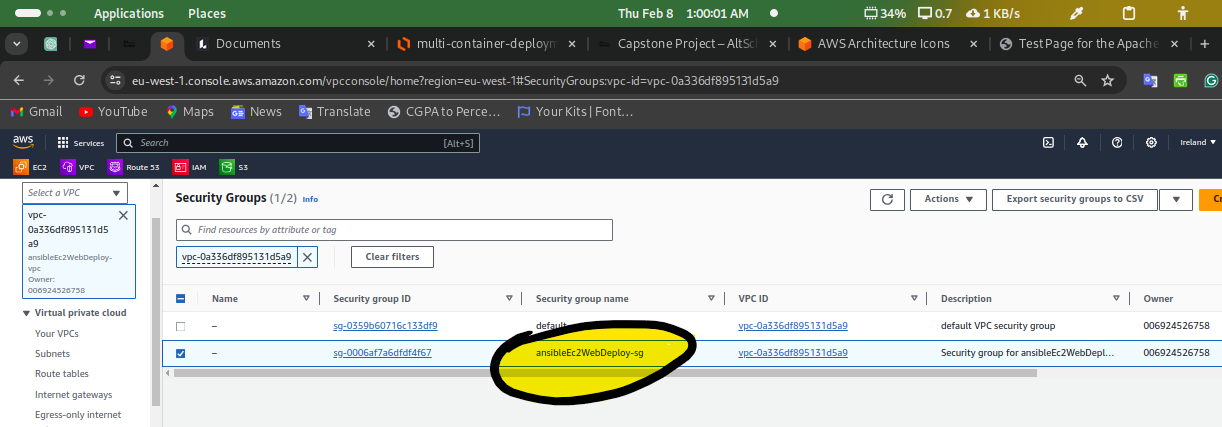 Applications Places Thu Feb 8 1:00:01 AM 34% 0.7 1 KB/s
Documents multi-container-deploym Capstone Project – AltSch AWS Architecture Icons Test Page for the Apache
eu-west-1.console.aws.amazon.com/vpcconsole/home?region=eu-west-1#SecurityGroups:vpc-id=vpc-0a336df895131d5a9
Gmail YouTube Maps News Translate CGPA to Perce... Your Kits | Font...
aws Services Search [Alt+S] Ireland
EC2 VPC Route 53 IAM S3
Select a VPC
vpc-
0a336df895131d5
a9
ansibleEc2WebDeploy-
vpc
Owner:
006924526758
Virtual private cloud
Your VPCs
Subnets
Route tables
Internet gateways
Egress-only internet
Security Groups (1/2) Info
Actions Export security groups to CSV Cr
Find resources by attribute or tag
vpc-0a336df895131d5a9 Clear filters
Name Security group ID Security group name VPC ID Description Owner
– sg-0359b60716c133df9 default vpc-0a336df895131d5a9 default VPC security group 006924526758
– sg-0006af7a6dfdf4f67 ansibleEc2WebDeploy-sg vpc-0a336df895131d5a9 Security group for ansibleEc2WebDepl... 006924526758